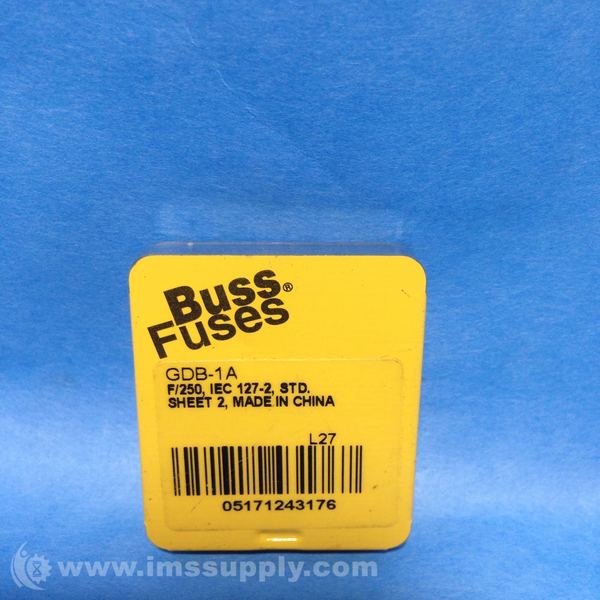 Buss®
Fuses
GDB-1A
F/250, IEC 127-2, STD.
SHEET 2, MADE IN CHINA
L27
05171243176
www.imssupply.com